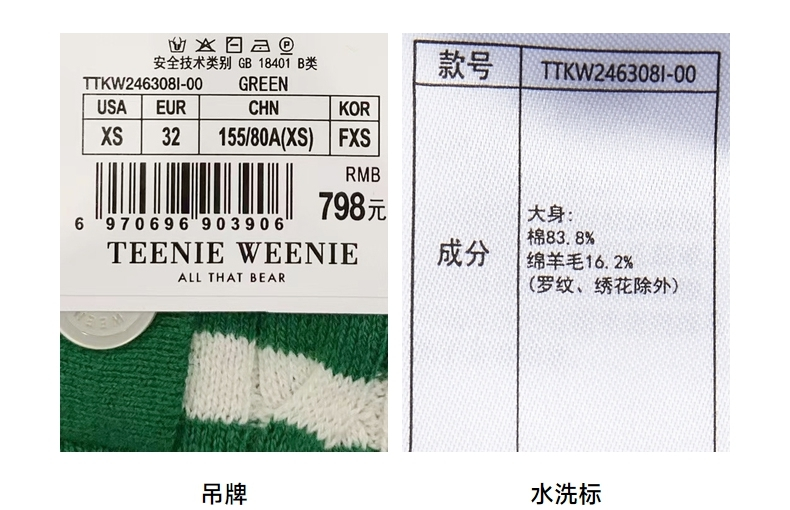 安全技术类别 GB 18401 B类
TTKW246308I-00 GREEN
USA EUR CHN KOR
XS 32 155/80A(XS) FXS
RMB
798元
6 970696 903906
TEENIE WEENIE
ALL THAT BEAR
款号 TTKW246308I-00
成分
大身:
棉83.8%
绵羊毛16.2%
(罗纹、绣花除外)
吊牌
水洗标